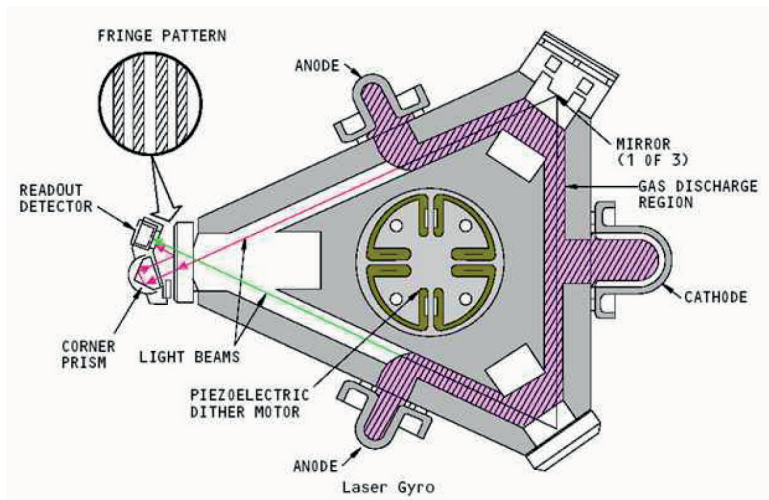 FRINGE PATTERN
ANODE
MIRROR
(1 OF 3)
READOUT
DETECTOR
GAS DISCHARGE
REGION
CATHODE
CORNER
PRISM
LIGHT BEAMS
PIEZOELECTRIC
DITHER MOTOR
ANODE
Laser Gyro